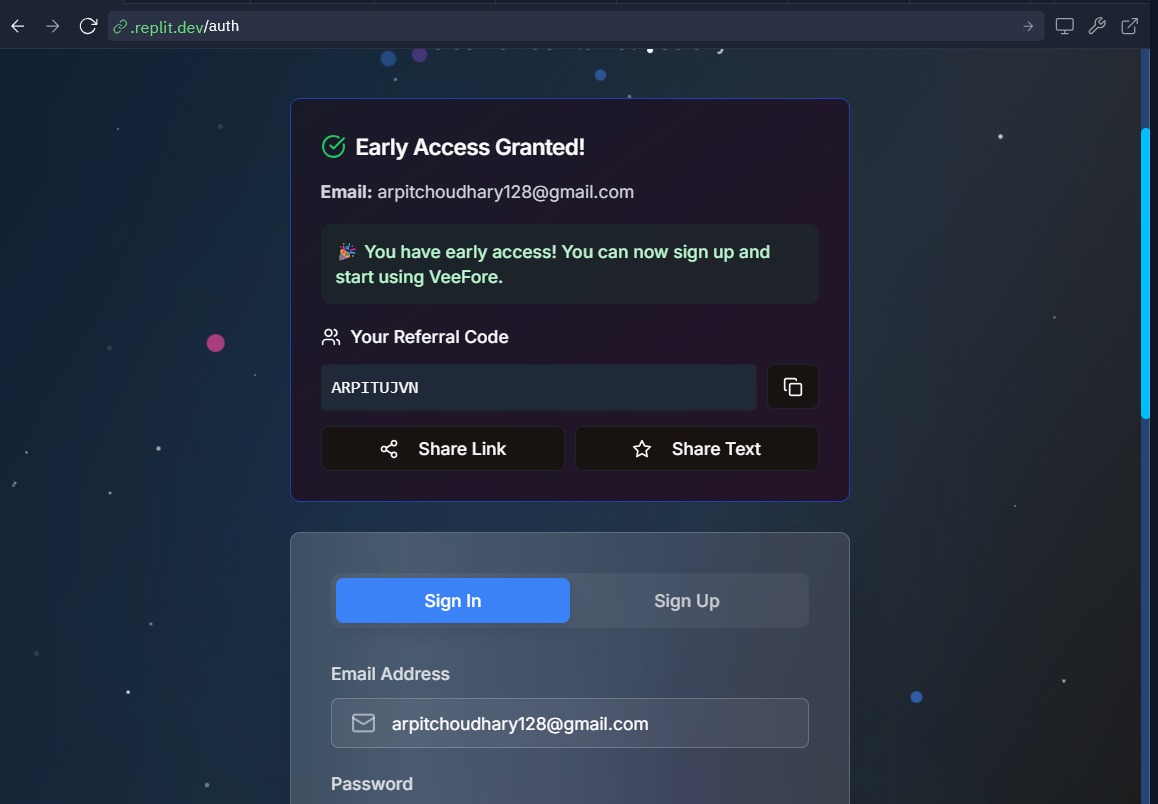 .replit.dev/auth
Early Access Granted!
Email: arpitchoudhary128@gmail.com
🎉 You have early access! You can now sign up and
start using VeeFore.
Your Referral Code
ARPITUJVN
Share Link
Share Text
Sign In
Sign Up
Email Address
arpitchoudhary128@gmail.com
Password